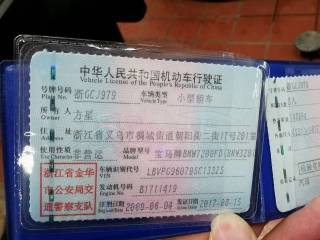 中华人民共和国机动车行驶证
Vehicle License of the People's Republic of China
号牌号码 浙GCJ979 车辆类型 小型轿车
Plate No. Vehicle Type
所有人 方星
Owner
住址 浙江省义乌市稠城街道朝阳
Address
使用性质 非营运 品牌型号 宝马牌BMW7200FD(BMW320
Use Character Model
浙江省金华 车辆识别代号 LBVPG96079SC13325
VIN
市公安局交 发动机号码 B1711419
Engine No.
通警察支队 注册日期 2009-06-04 发证日期 2017-08-15